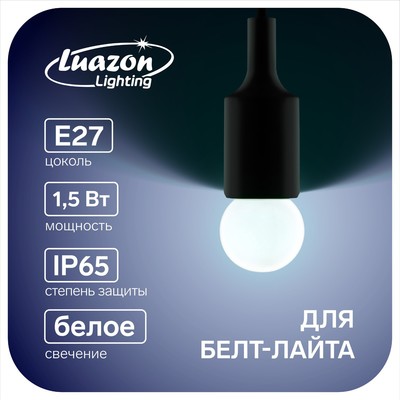 Luazon
Lighting
E27
цоколь
1,5 Вт
мощность
IP65
степень защиты
белое
свечение
ДЛЯ
БЕЛТ-ЛАЙТА